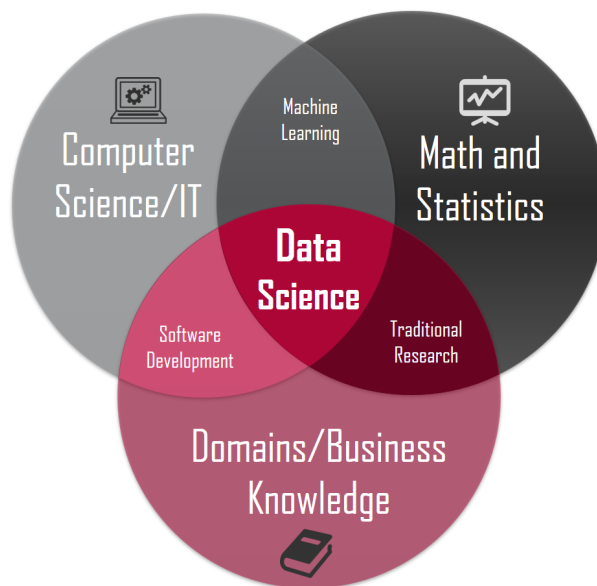 Machine
Learning
Computer
Science/IT
Math and
Statistics
Data
Science
Software
Development
Traditional
Research
Domains/Business
Knowledge